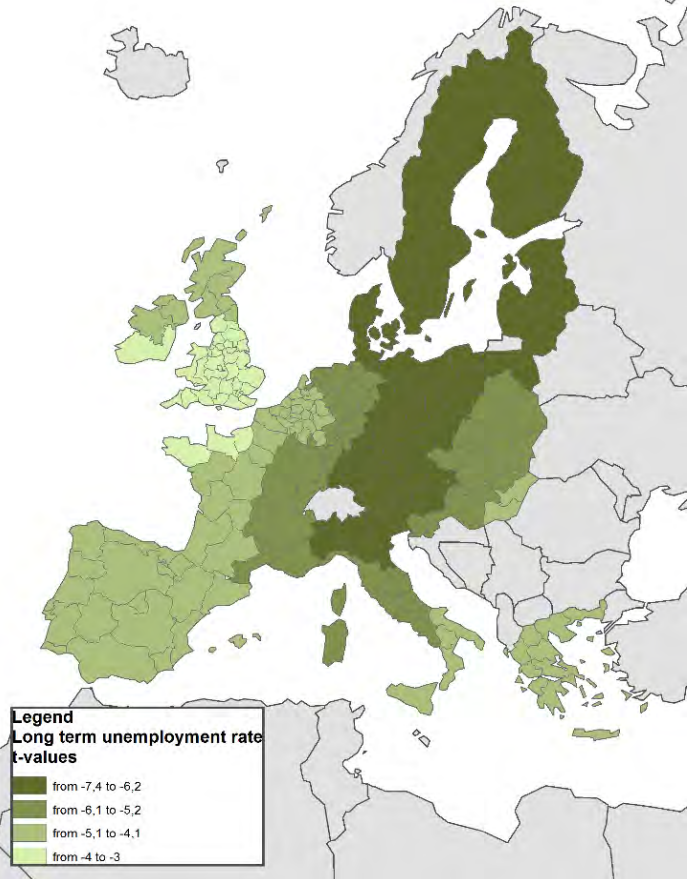 Legend
Long term unemployment rate
t-values
from -7,4 to -6,2
from -6,1 to -5,2
from -5,1 to -4,1
from -4 to -3